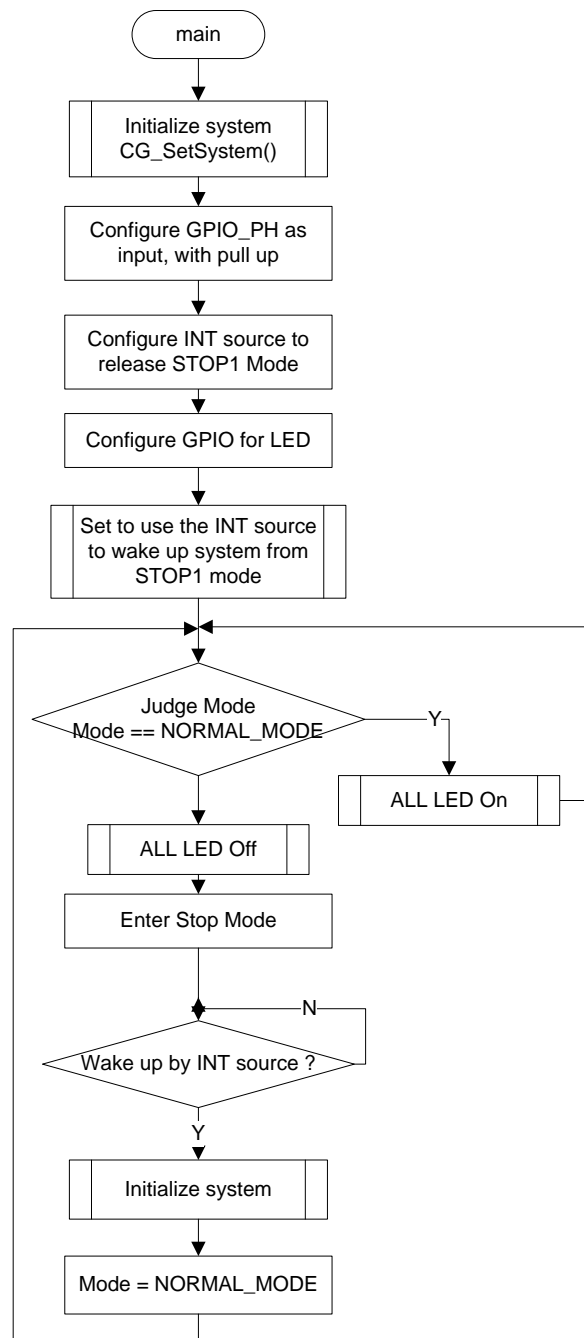 main
Initialize system
CG_SetSystem()
Configure GPIO_PH as
input, with pull up
Configure INT source to
release STOP1 Mode
Configure GPIO for LED
Set to use the INT source
to wake up system from
STOP1 mode
Judge Mode
Mode == NORMAL_MODE
Y
ALL LED On
ALL LED Off
Enter Stop Mode
N
Wake up by INT source ?
Y
Initialize system
Mode = NORMAL_MODE